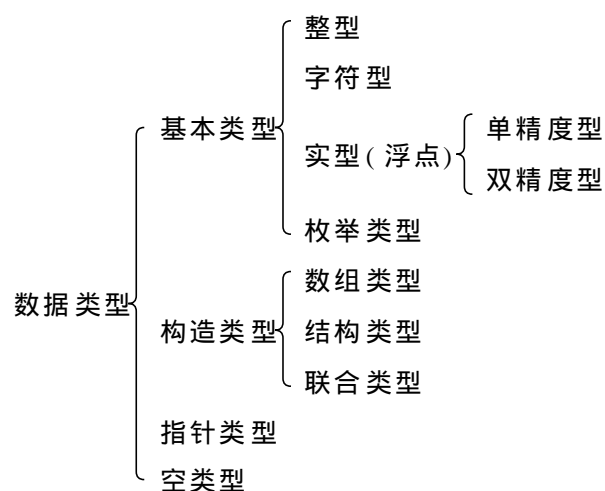 整型
字符型
基本类型
实型(浮点)
单精度型
双精度型
枚举类型
数据类型
数组类型
构造类型
结构类型
联合类型
指针类型
空类型